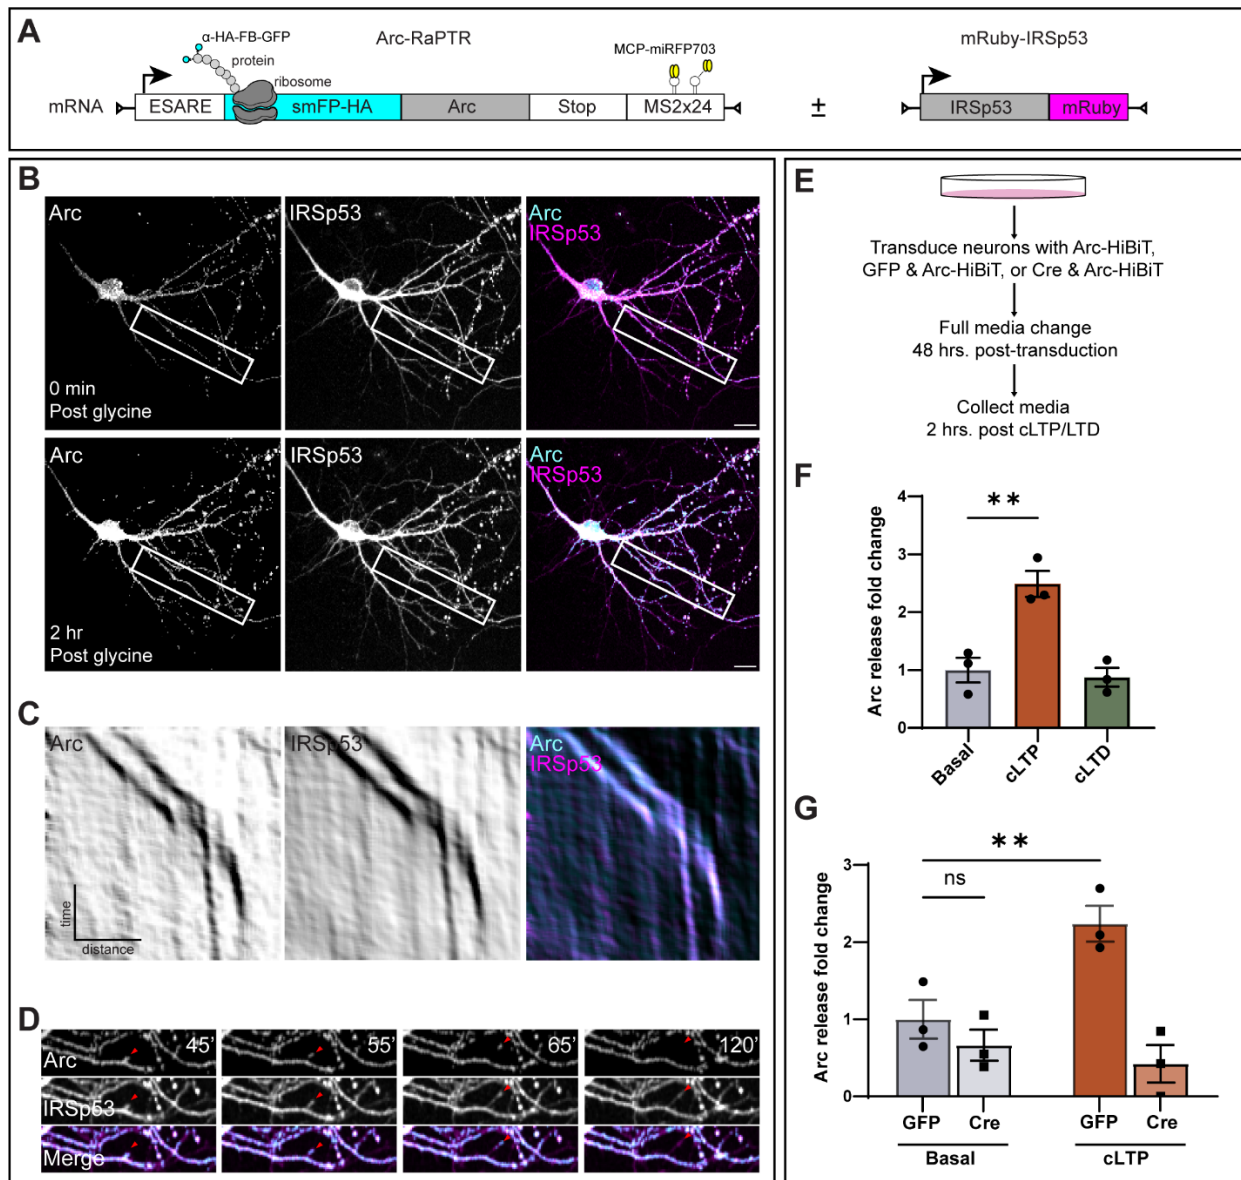 A
α-HA-FB-GFP
protein
ribosome
Arc-RaPTR
MCP-miRFP703
mRuby-IRSp53
mRNA
ESARE
smFP-HA
Arc
Stop
MS2x24
±
IRSp53
mRuby
B
Arc
IRSp53
Arc
IRSp53
0 min
Post glycine
Arc
IRSp53
Arc
IRSp53
2 hr
Post glycine
C
Arc
IRSp53
Arc
IRSp53
time
distance
D
45'
55'
65'
120'
Arc
IRSp53
Merge
E
Transduce neurons with Arc-HiBiT,
GFP & Arc-HiBiT, or Cre & Arc-HiBiT
Full media change
48 hrs. post-transduction
Collect media
2 hrs. post cLTP/LTD
F
Arc release fold change
4
3
2
1
0
**
Basal
cLTP
cLTD
G
Arc release fold change
3
2
1
0
**
ns
GFP
Cre
GFP
Cre
Basal
cLTP